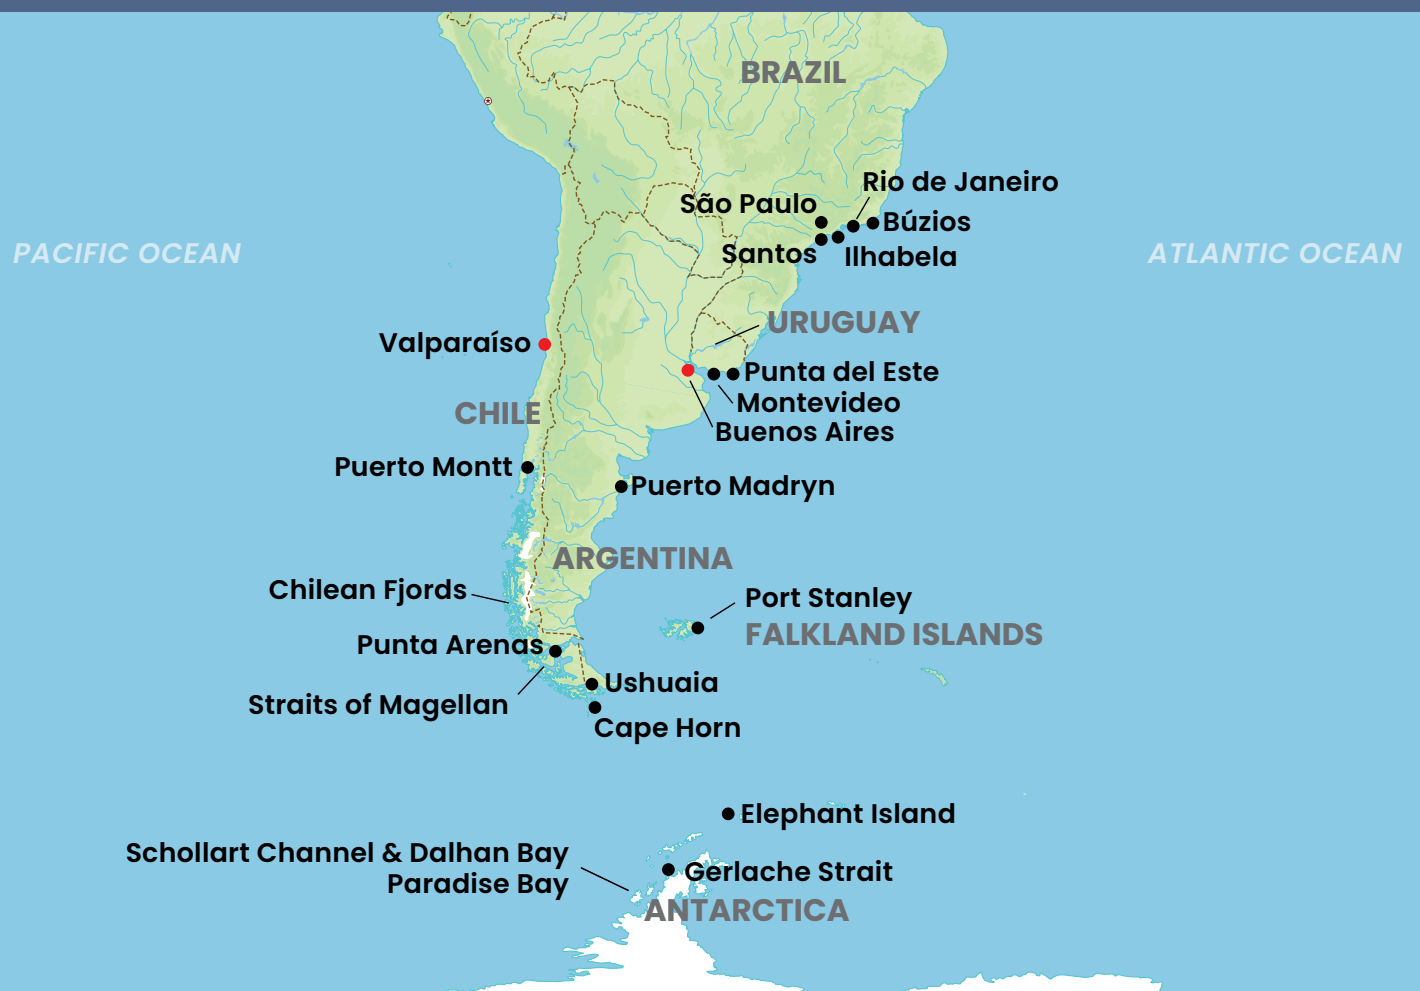 BRAZIL
Rio de Janeiro
São Paulo
Búzios
PACIFIC OCEAN
Santos
Ilhabela
ATLANTIC OCEAN
URUGUAY
Valparaíso
Punta del Este
Montevideo
CHILE
Buenos Aires
Puerto Montt
Puerto Madryn
ARGENTINA
Chilean Fjords
Port Stanley
FALKLAND ISLANDS
Punta Arenas
Ushuaia
Straits of Magellan
Cape Horn
Elephant Island
Schollart Channel & Dalhan Bay
Paradise Bay
Gerlache Strait
ANTARCTICA